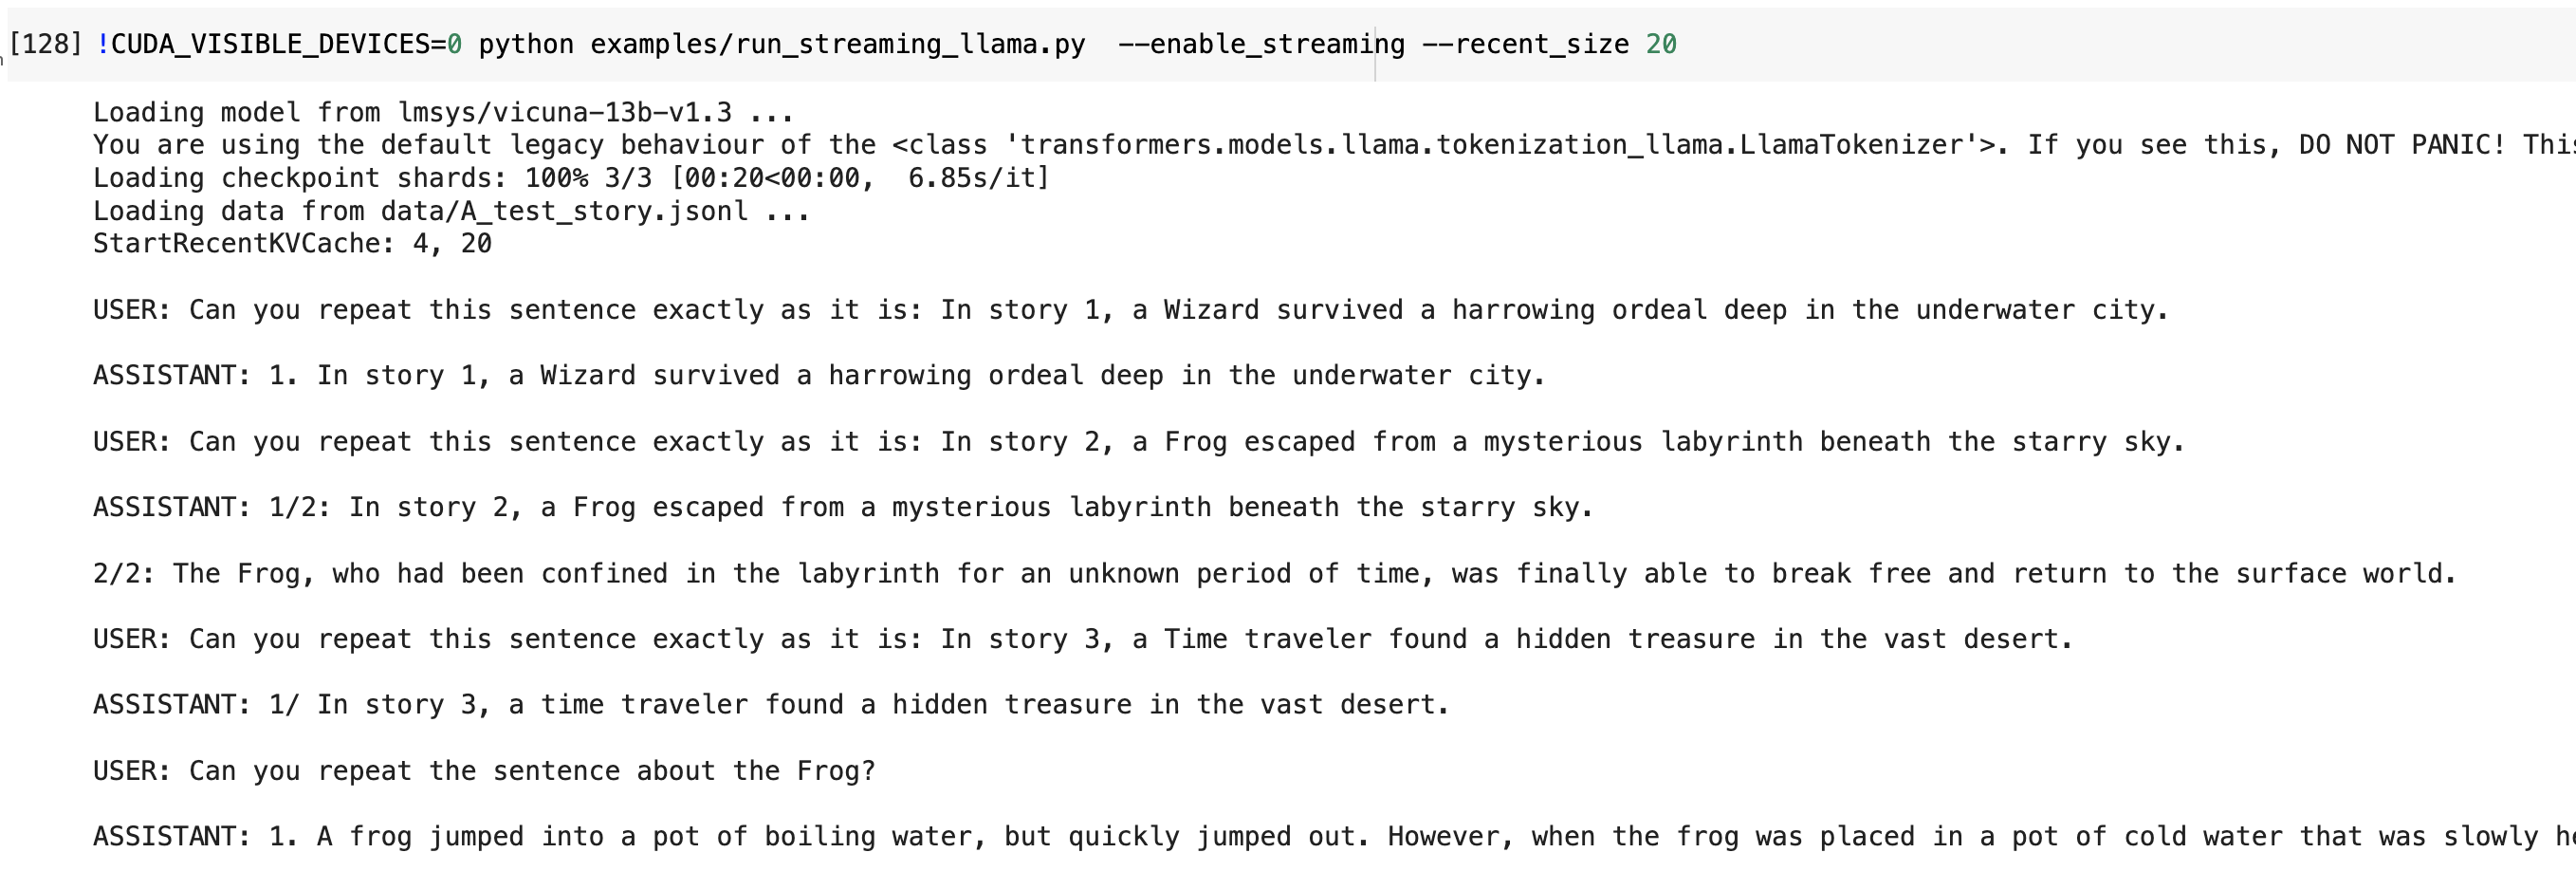 [128] !CUDA_VISIBLE_DEVICES=0 python examples/run_streaming_llama.py  --enable_streaming --recent_size 20
Loading model from lmsys/vicuna-13b-v1.3 ...
You are using the default legacy behaviour of the <class 'transformers.models.llama.tokenization_llama.LlamaTokenizer'>. If you see this, DO NOT PANIC! This
Loading checkpoint shards: 100% 3/3 [00:20<00:00,  6.85s/it]
Loading data from data/A_test_story.jsonl ...
StartRecentKVCache: 4, 20
USER: Can you repeat this sentence exactly as it is: In story 1, a Wizard survived a harrowing ordeal deep in the underwater city.
ASSISTANT: 1. In story 1, a Wizard survived a harrowing ordeal deep in the underwater city.
USER: Can you repeat this sentence exactly as it is: In story 2, a Frog escaped from a mysterious labyrinth beneath the starry sky.
ASSISTANT: 1/2: In story 2, a Frog escaped from a mysterious labyrinth beneath the starry sky.
2/2: The Frog, who had been confined in the labyrinth for an unknown period of time, was finally able to break free and return to the surface world.
USER: Can you repeat this sentence exactly as it is: In story 3, a Time traveler found a hidden treasure in the vast desert.
ASSISTANT: 1/ In story 3, a time traveler found a hidden treasure in the vast desert.
USER: Can you repeat the sentence about the Frog?
ASSISTANT: 1. A frog jumped into a pot of boiling water, but quickly jumped out. However, when the frog was placed in a pot of cold water that was slowly